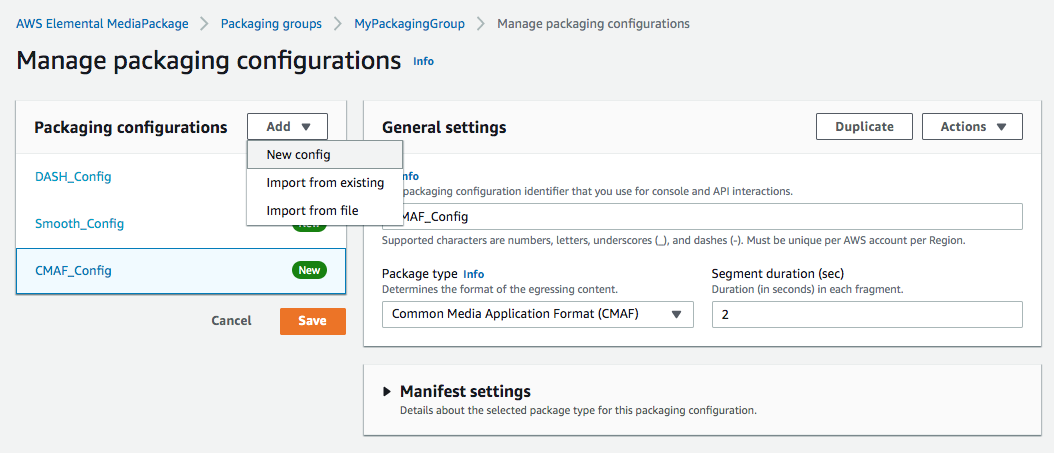 AWS Elemental MediaPackage > Packaging groups > MyPackagingGroup > Manage packaging configurations
Manage packaging configurations Info
Packaging configurations
Add
New config
Import from existing
Import from file
DASH_Config
Smooth_Config
CMAF_Config
New
Cancel
Save
General settings
Duplicate
Actions
Info
packaging configuration identifier that you use for console and API interactions.
MAF_Config
Supported characters are numbers, letters, underscores (_), and dashes (-). Must be unique per AWS account per Region.
Package type Info
Determines the format of the egressing content.
Common Media Application Format (CMAF)
Segment duration (sec)
Duration (in seconds) in each fragment.
2
Manifest settings
Details about the selected package type for this packaging configuration.